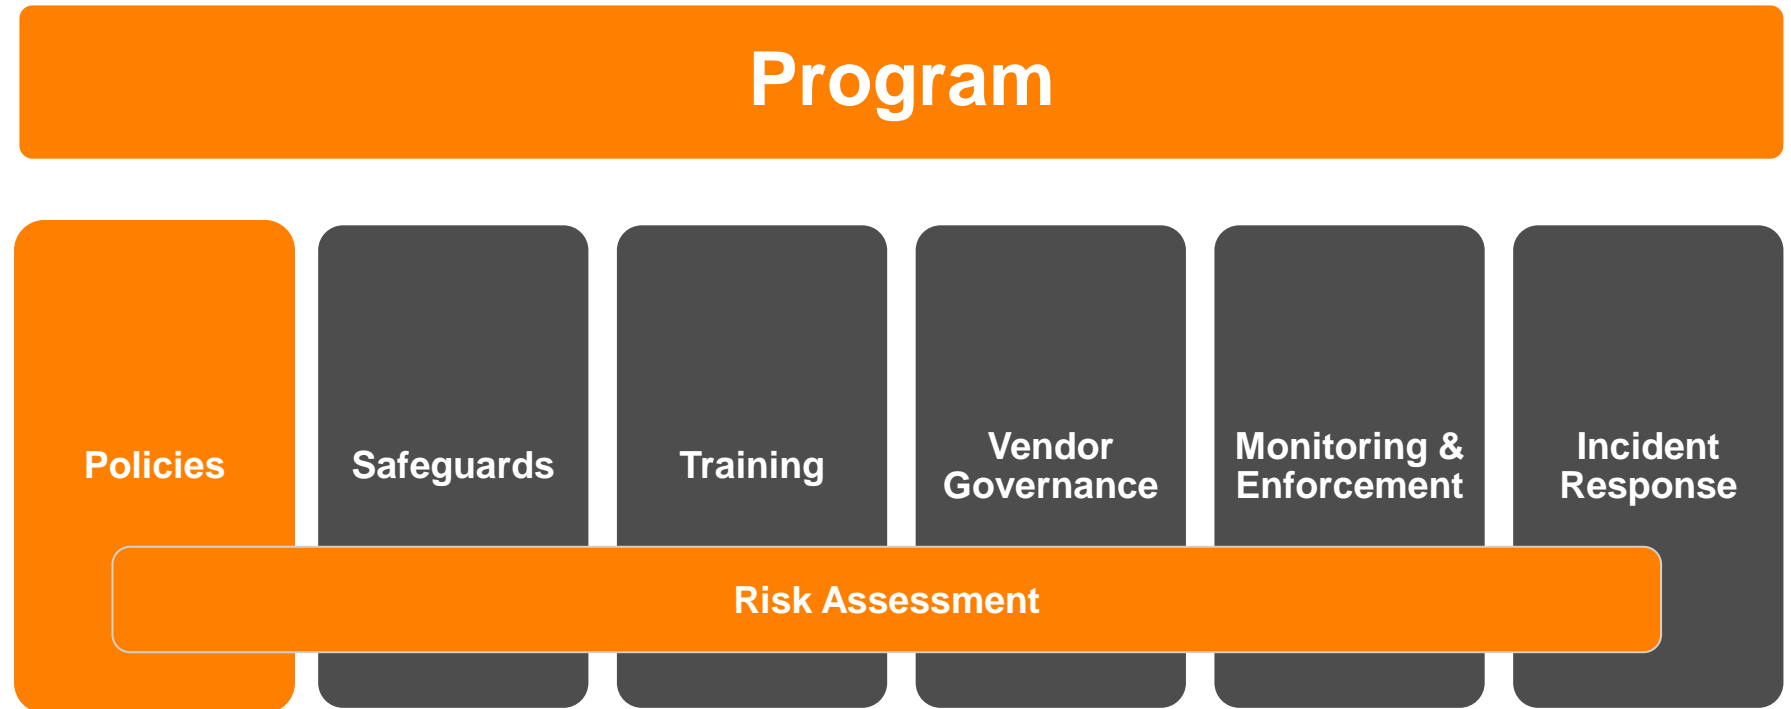 Program
Policies
Safeguards
Training
Vendor
Governance
Monitoring &
Enforcement
Incident
Response
Risk Assessment